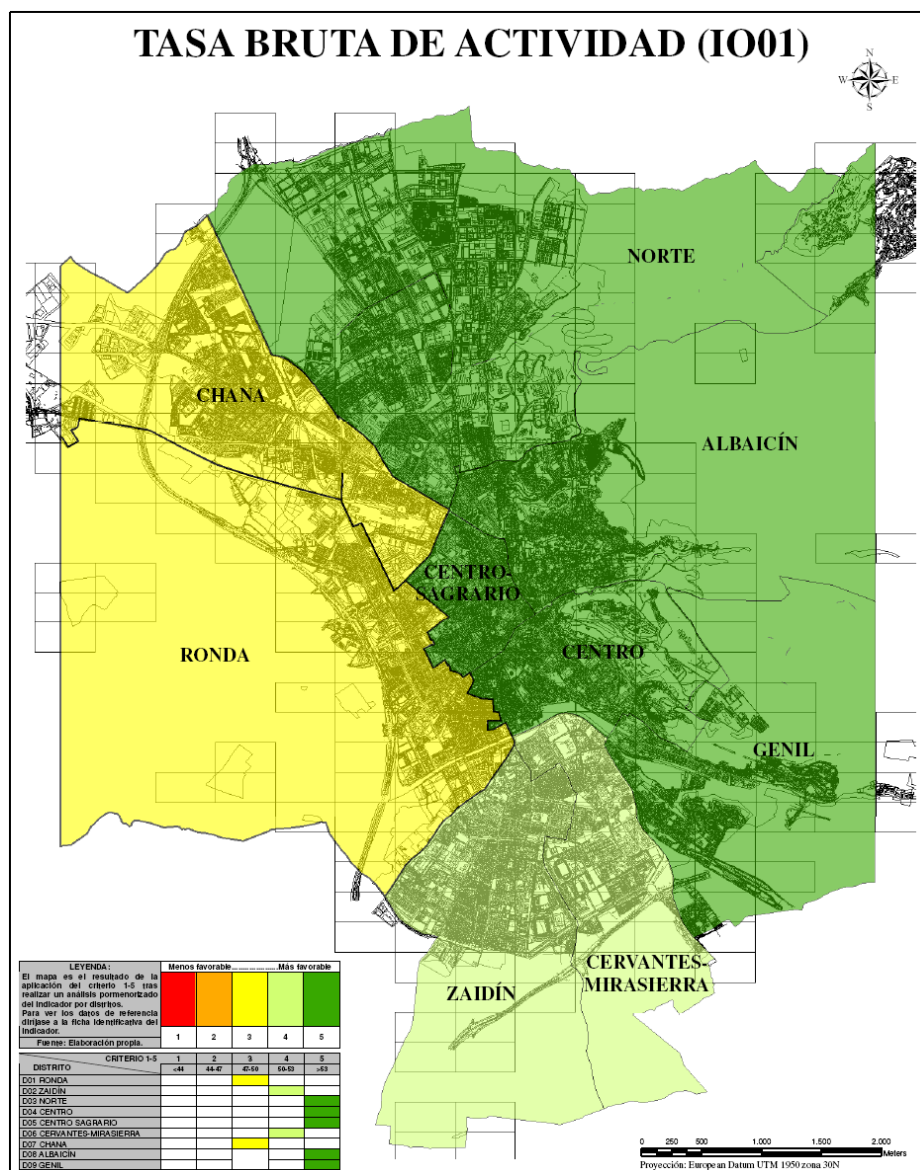 TASA BRUTA DE ACTIVIDAD (IO01)
N
W E
S
NORTE
CHANA
ALBAICÍN
CENTRO-
SAGRARIO
RONDA
CENTRO
GENIL
CERVANTES-
MIRASIERRA
ZAIDÍN
LEYENDA:
El mapa es el resultado de la
aplicación del criterio 1-5 tras
realizar un análisis pormenorizado
del indicador por distritos.
Para ver los datos de referencia
diríjase a la ficha identificativa del
indicador.
Fuente: Elaboración propia.
Menos favorable................Más favorable
1 2 3 4 5
CRITERIO 1-5 1 2 3 4 5
DISTRITO <44 44-47 47-50 50-53 >53
D01 RONDA
D02 ZAIDÍN
D03 NORTE
D04 CENTRO
D05 CENTRO SAGRARIO
D06 CERVANTES-MIRASIERRA
D07 CHANA
D08 ALBAICÍN
D09 GENIL
0 250 500 1.000 1.500 2.000
Meters
Proyección: European Datum UTM 1950 zona 30N